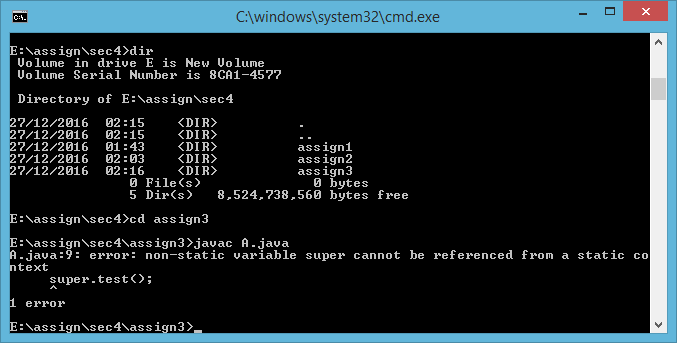 C:\windows\system32\cmd.exe
E:\assign\sec4>dir
Volume in drive E is New Volume
Volume Serial Number is 8CA1-4577
Directory of E:\assign\sec4
27/12/2016  02:15    <DIR>          .
27/12/2016  02:15    <DIR>          ..
27/12/2016  01:43    <DIR>          assign1
27/12/2016  02:03    <DIR>          assign2
27/12/2016  02:16    <DIR>          assign3
0 File(s)              0 bytes
5 Dir(s)   8,524,738,560 bytes free
E:\assign\sec4>cd assign3
E:\assign\sec4\assign3>javac A.java
A.java:9: error: non-static variable super cannot be referenced from a static co
ntext
super.test();
^
1 error
E:\assign\sec4\assign3>_